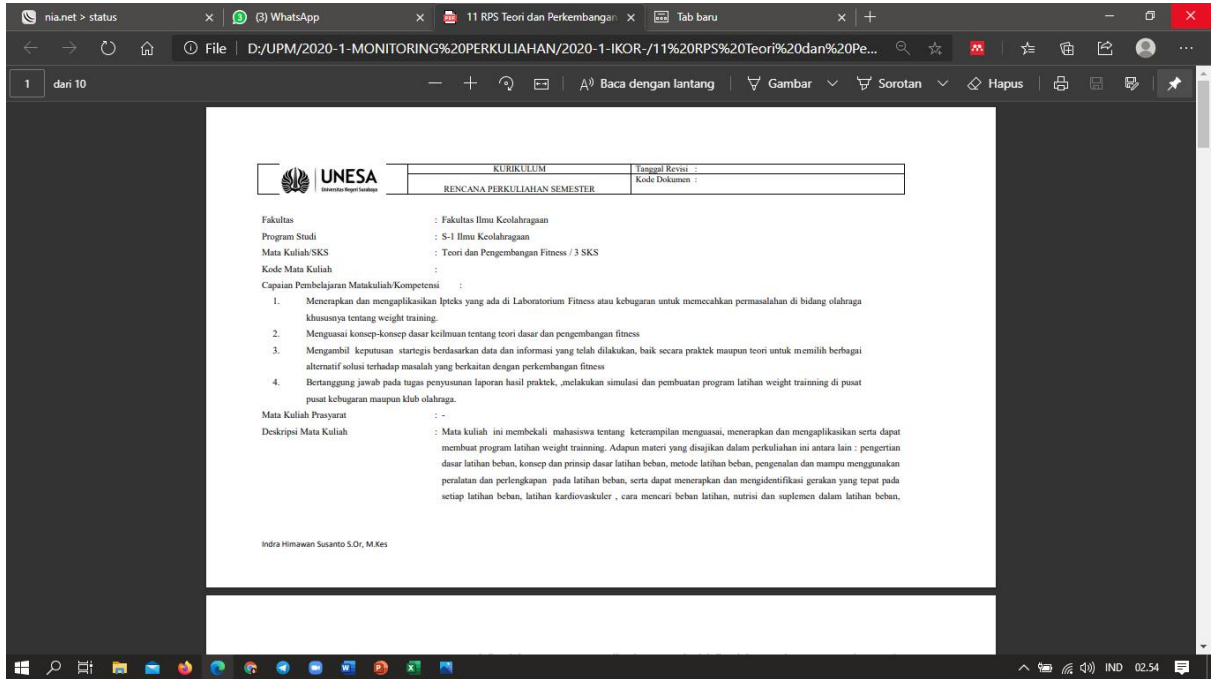 nia.net > status
(3) WhatsApp
11 RPS Teori dan Perkembangan
Tab baru
File
D:/UPM/2020-1-MONITORING%20PERKULIAHAN/2020-1-IKOR-/11%20RPS%20Teori%20dan%20Pe...
1 dari 10
Baca dengan lantang
Gambar
Sorotan
Hapus
UNESA
Universitas Negeri Surabaya
KURIKULUM
RENCANA PERKULIAHAN SEMESTER
Tanggal Revisi :
Kode Dokumen :
Fakultas : Fakultas Ilmu Keolahragaan
Program Studi : S-1 Ilmu Keolahragaan
Mata Kuliah/SKS : Teori dan Pengembangan Fitness / 3 SKS
Kode Mata Kuliah :
Capaian Pembelajaran Matakuliah/Kompetensi :
1. Menerapkan dan mengaplikasikan Ipteks yang ada di Laboratorium Fitness atau kebugaran untuk memecahkan permasalahan di bidang olahraga
khususnya tentang weight training.
2. Menguasai konsep-konsep dasar keilmuan tentang teori dasar dan pengembangan fitness
3. Mengambil keputusan startegis berdasarkan data dan informasi yang telah dilakukan, baik secara praktek maupun teori untuk memilih berbagai
alternatif solusi terhadap masalah yang berkaitan dengan perkembangan fitness
4. Bertanggung jawab pada tugas penyusunan laporan hasil praktek, ,melakukan simulasi dan pembuatan program latihan weight trainning di pusat
pusat kebugaran maupun klub olahraga.
Mata Kuliah Prasyarat : -
Deskripsi Mata Kuliah : Mata kuliah ini membekali mahasiswa tentang keterampilan menguasai, menerapkan dan mengaplikasikan serta dapat
membuat program latihan weight trainning. Adapun materi yang disajikan dalam perkuliahan ini antara lain : pengertian
dasar latihan beban, konsep dan prinsip dasar latihan beban, metode latihan beban, pengenalan dan mampu menggunakan
peralatan dan perlengkapan pada latihan beban, serta dapat menerapkan dan mengidentifikasi gerakan yang tepat pada
setiap latihan beban, latihan kardiovaskuler , cara mencari beban latihan, nutrisi dan suplemen dalam latihan beban,
Indra Himawan Susanto S.Or, M.Kes
IND 02.54